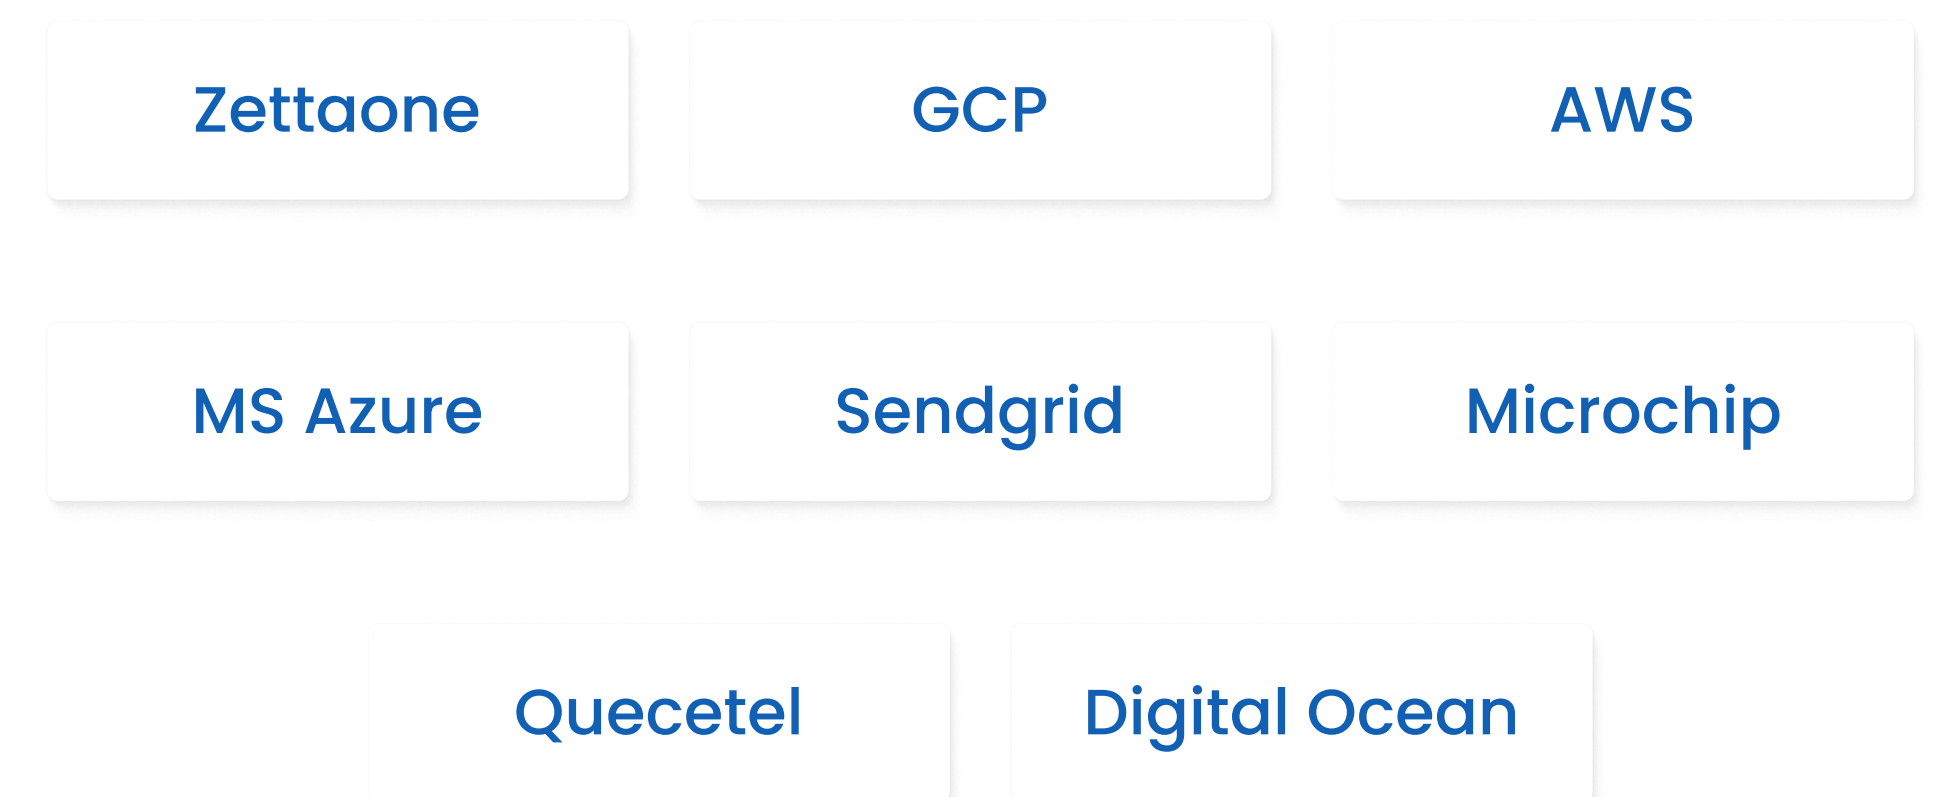 Zettaone
GCP
AWS
MS Azure
Sendgrid
Microchip
Quecetel
Digital Ocean